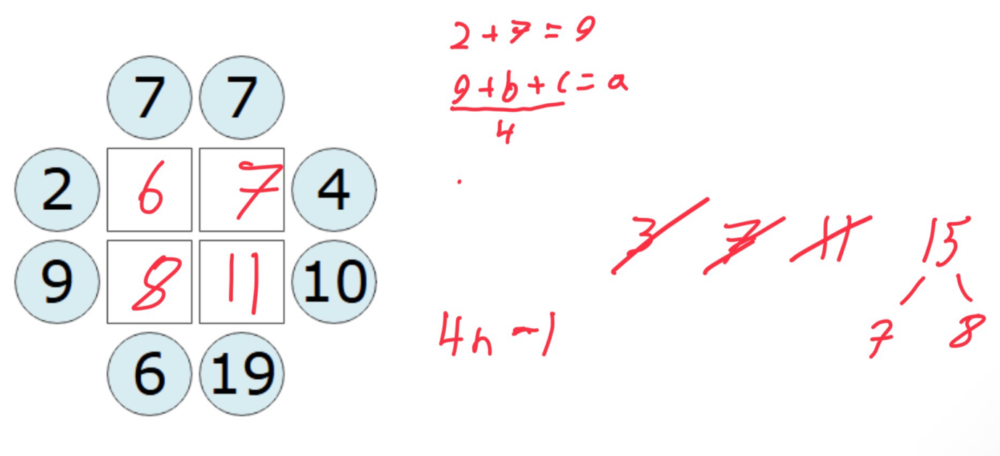 7 7
2 6 7 4
9 8 11 10
6 19
2 + 7 = 9
9 + b + c = a
4
3 7 11 15
7 8
4n - 1